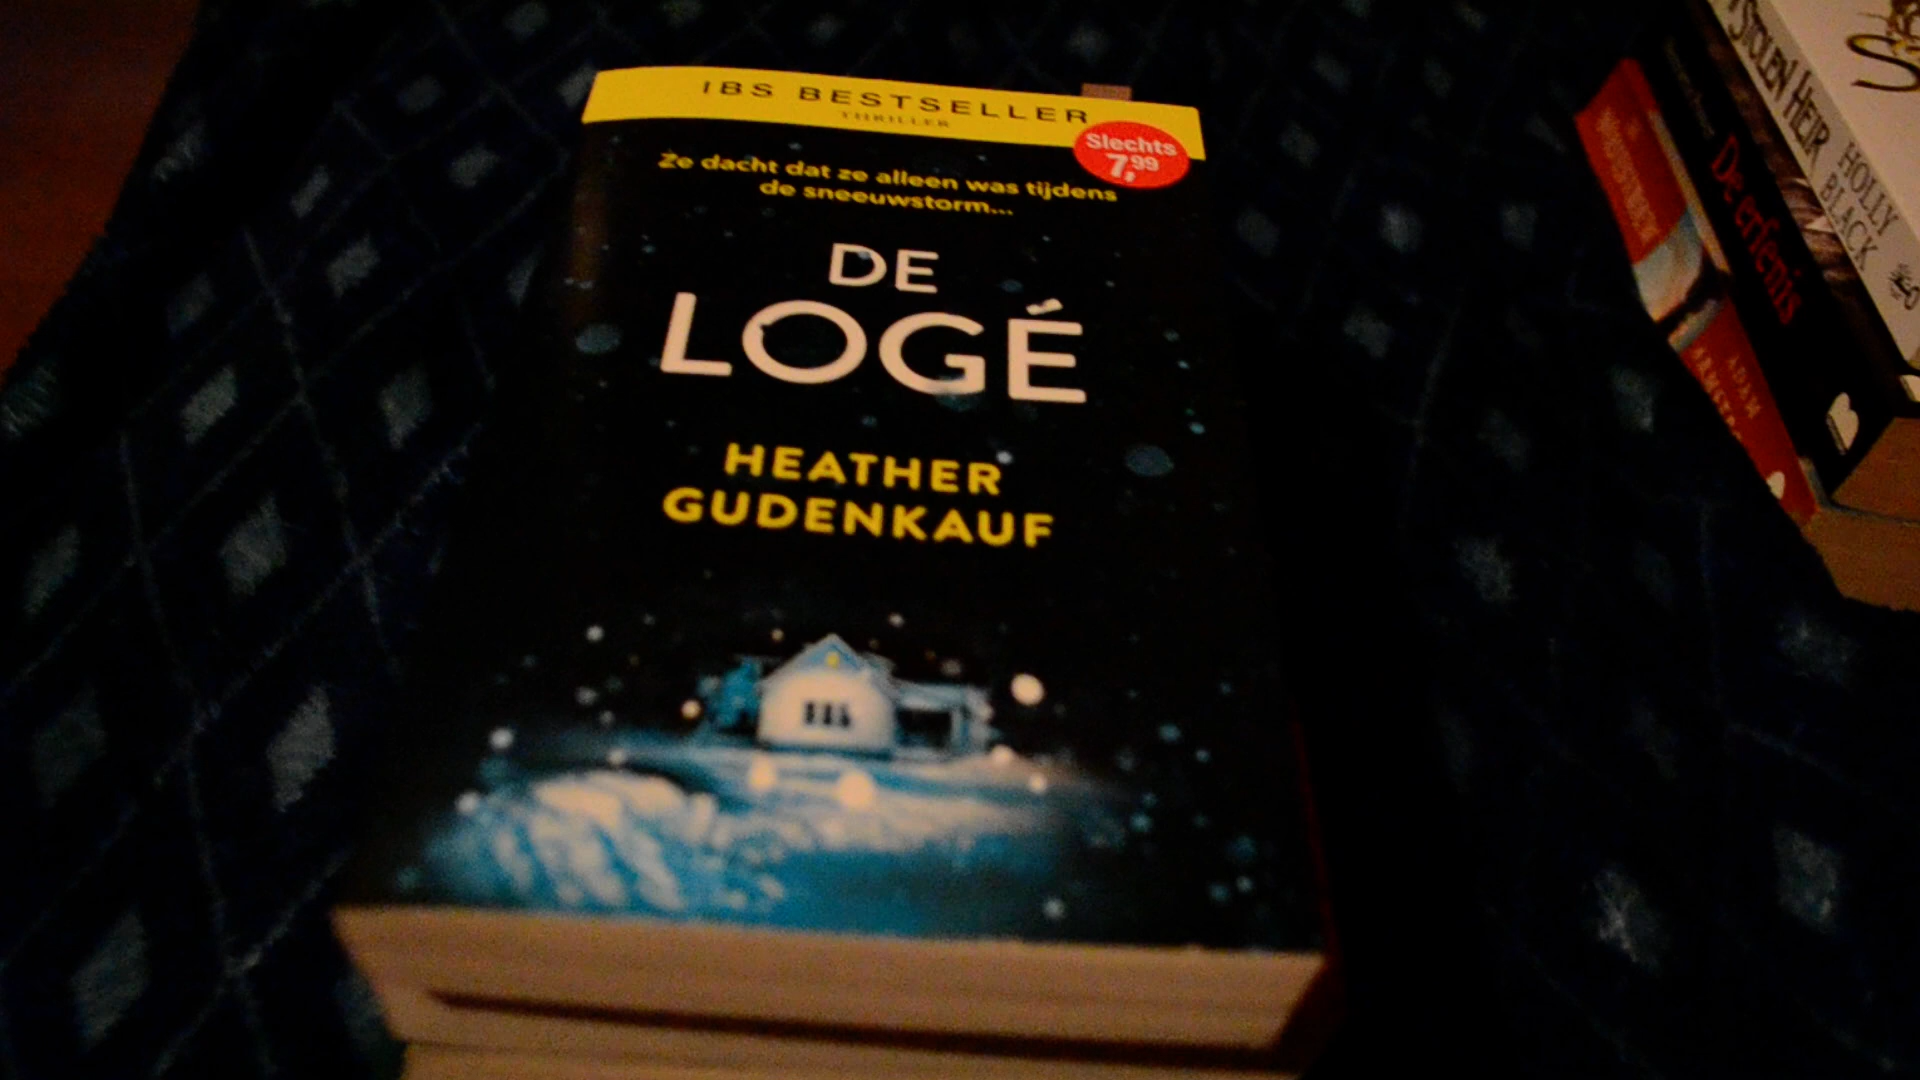 IBS BESTSELLER
THRILLER
Slechts
7,99
Ze dacht dat ze alleen was tijdens
de sneeuwstorm...
DE
LOGÉ
HEATHER
GUDENKAUF
STOLEN HEIR
HOLLY
BLACK
De erfenis
ADAM